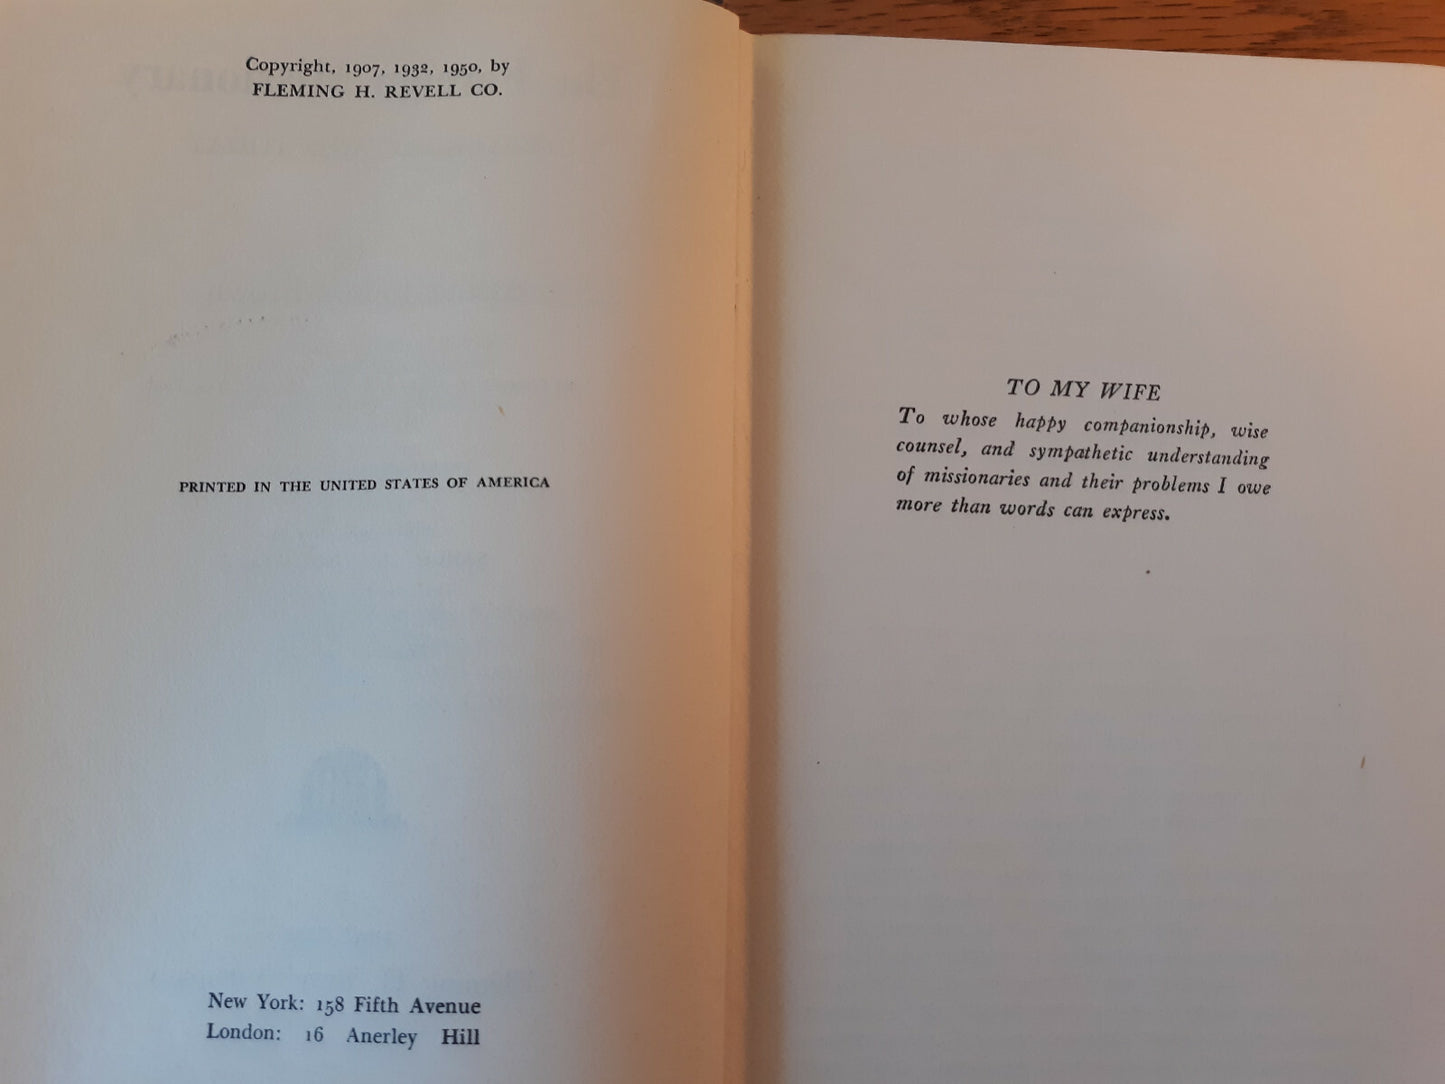 Copyright, 1907, 1932, 1950, by
FLEMING H. REVELL CO.
PRINTED IN THE UNITED STATES OF AMERICA
New York: 158 Fifth Avenue
London: 16 Anerley Hill
TO MY WIFE
To whose happy companionship, wise
counsel, and sympathetic understanding
of missionaries and their problems I owe
more than words can express.